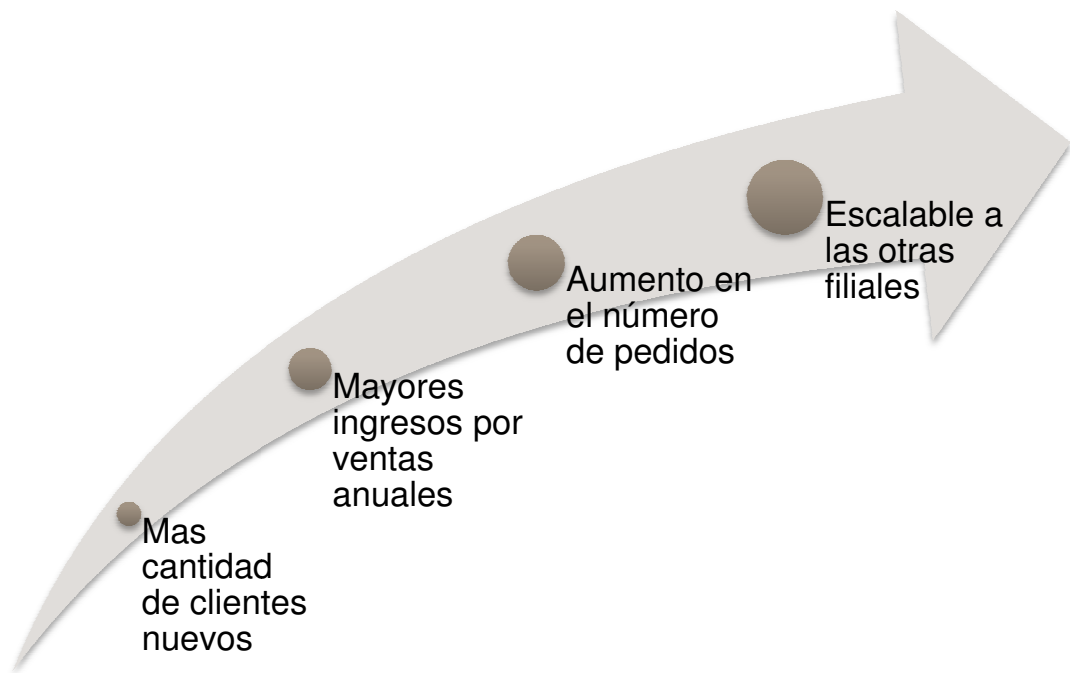 Mas
cantidad
de clientes
nuevos
Mayores
ingresos por
ventas
anuales
Aumento en
el número
de pedidos
Escalable a
las otras
filiales